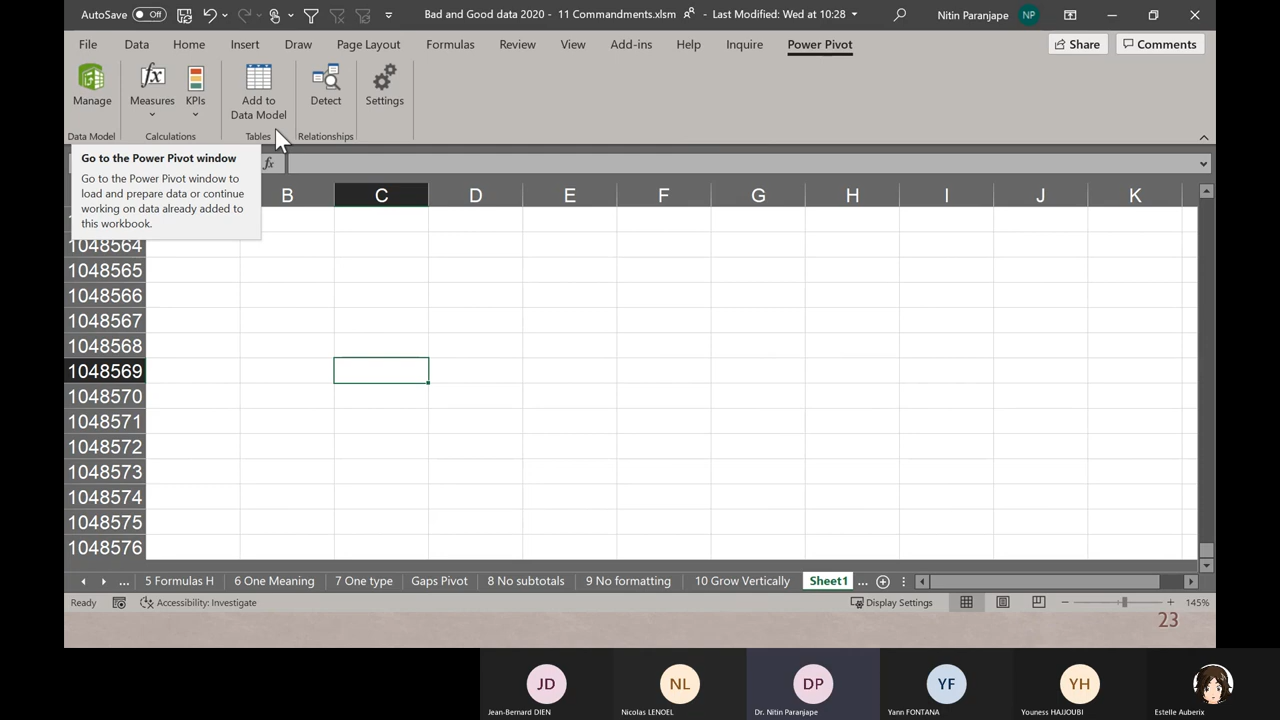 AutoSave Off
Bad and Good data 2020 - 11 Commandments.xlsm
Last Modified: Wed at 10:28
Nitin Paranjape NP
File Data Home Insert Draw Page Layout Formulas Review View Add-ins Help Inquire Power Pivot Share Comments
Manage
Measures
KPIs
Add to
Data Model
Detect
Settings
Data Model Calculations Tables Relationships
Go to the Power Pivot window
Go to the Power Pivot window to
load and prepare data or continue
working on data already added to
this workbook.
fx
B C D E F G H I J K
1048564
1048565
1048566
1048567
1048568
1048569
1048570
1048571
1048572
1048573
1048574
1048575
1048576
... 5 Formulas H 6 One Meaning 7 One type Gaps Pivot 8 No subtotals 9 No formatting 10 Grow Vertically Sheet1 ...
Ready Accessibility: Investigate Display Settings 145%
23
JD NL DP YF YH
Jean-Bernard DIEN Nicolas LENOEL Dr. Nitin Paranjape Yann FONTANA Youness HAJJOUBI Estelle Auberix